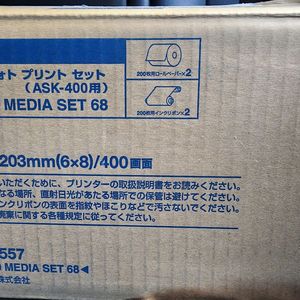 ォト プリント セット
(ASK-400用)
MEDIA SET 68
200枚用ロールペーパー×2
200枚用インクリボン×2
203mm(6×8)/400画面
いただくために、プリンターの取扱説明書をお読みください。
なる場所、直射日光があたる場所での保管は避けてください。
ンクリボンの表面を指紋やほこりなどで汚さないでください。
廃棄に関する各種規定に従ってください。
557
MEDIA SET 68◀
株式会社